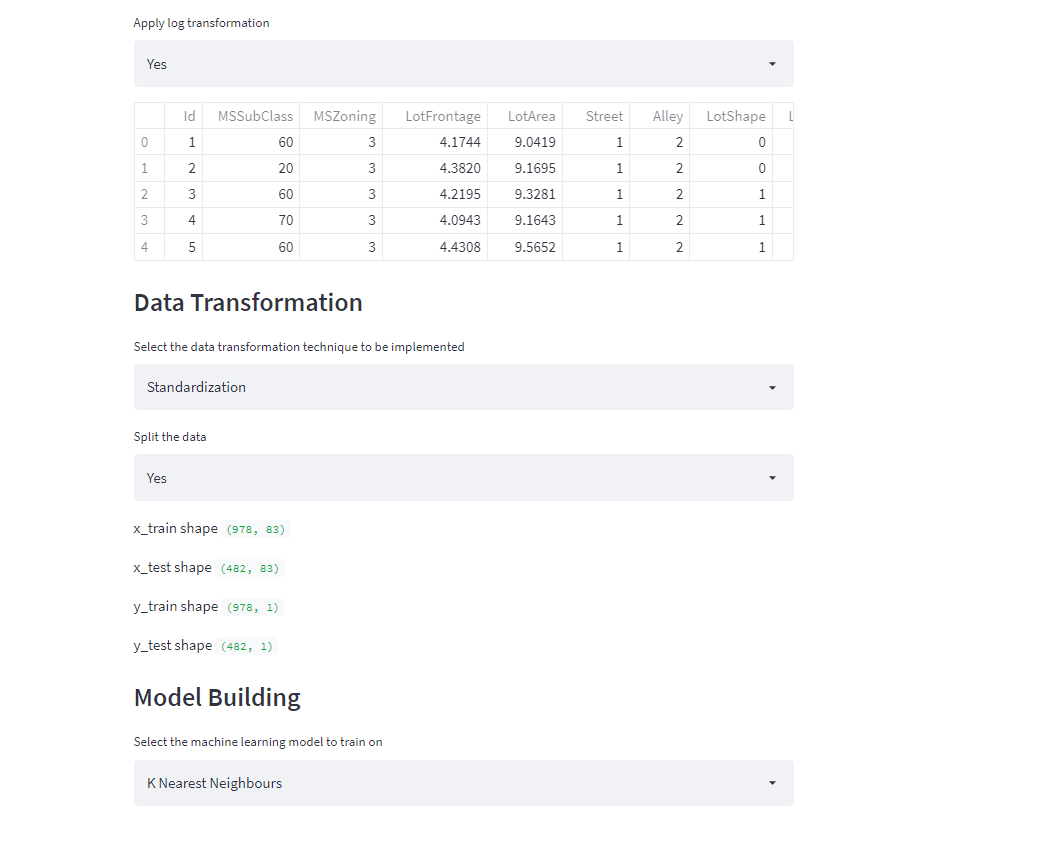 Apply log transformation
Yes
Id MSSubClass MSZoning LotFrontage LotArea Street Alley LotShape L
0 1 60 3 4.1744 9.0419 1 2 0
1 2 20 3 4.3820 9.1695 1 2 0
2 3 60 3 4.2195 9.3281 1 2 1
3 4 70 3 4.0943 9.1643 1 2 1
4 5 60 3 4.4308 9.5652 1 2 1
Data Transformation
Select the data transformation technique to be implemented
Standardization
Split the data
Yes
x_train shape (978, 83)
x_test shape (482, 83)
y_train shape (978, 1)
y_test shape (482, 1)
Model Building
Select the machine learning model to train on
K Nearest Neighbours